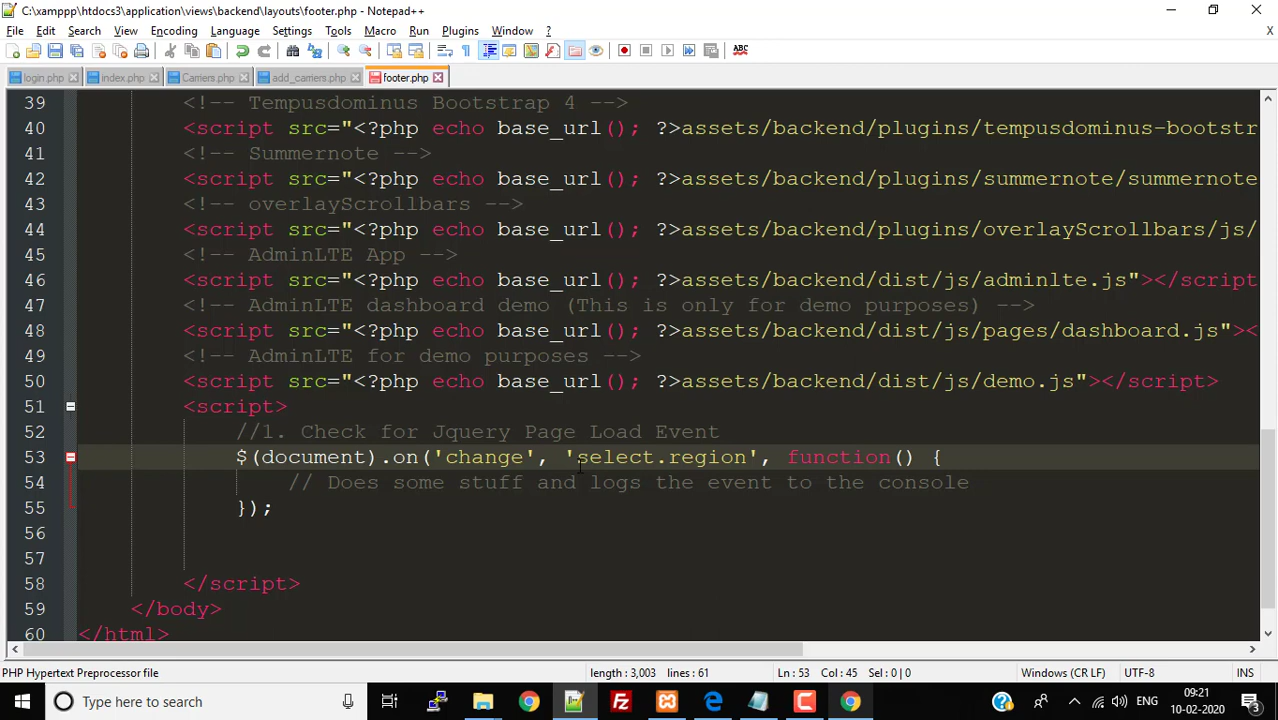 C:\xamppp\htdocs3\application\views\backend\layouts\footer.php - Notepad++
File Edit Search View Encoding Language Settings Tools Macro Run Plugins Window ?
login.php index.php Carriers.php add_carriers.php footer.php
39 <!-- Tempusdominus Bootstrap 4 -->
40 <script src="<?php echo base_url(); ?>assets/backend/plugins/tempusdominus-bootstr
41 <!-- Summernote -->
42 <script src="<?php echo base_url(); ?>assets/backend/plugins/summernote/summernote
43 <!-- overlayScrollbars -->
44 <script src="<?php echo base_url(); ?>assets/backend/plugins/overlayScrollbars/js/
45 <!-- AdminLTE App -->
46 <script src="<?php echo base_url(); ?>assets/backend/dist/js/adminlte.js"></script
47 <!-- AdminLTE dashboard demo (This is only for demo purposes) -->
48 <script src="<?php echo base_url(); ?>assets/backend/dist/js/pages/dashboard.js"><
49 <!-- AdminLTE for demo purposes -->
50 <script src="<?php echo base_url(); ?>assets/backend/dist/js/demo.js"></script>
51 <script>
52 //1. Check for Jquery Page Load Event
53 $(document).on('change', 'select.region', function() {
54 // Does some stuff and logs the event to the console
55 });
56
57
58 </script>
59 </body>
60 </html>
PHP Hypertext Preprocessor file length : 3,003 lines : 61 Ln : 53 Col : 45 Sel : 0 | 0 Windows (CR LF) UTF-8 INS
Type here to search ENG 09:21 10-02-2020 3